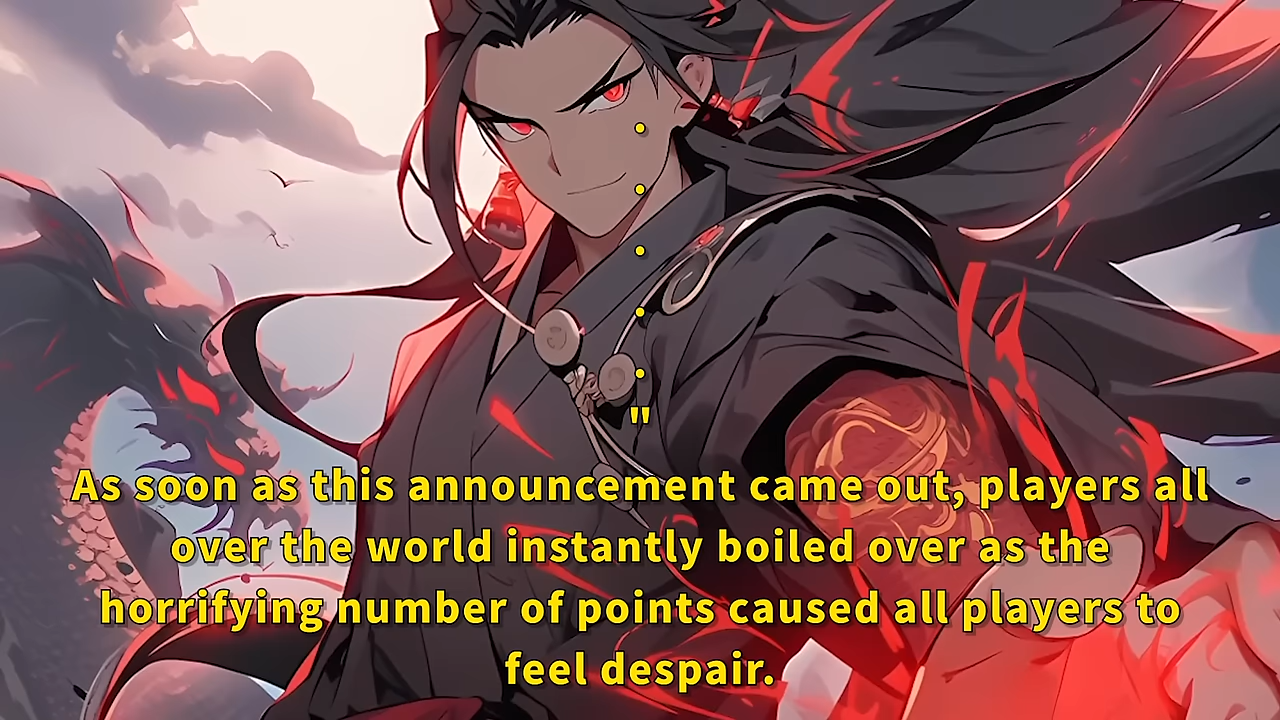 .
.
.
.
.
"
As soon as this announcement came out, players all
over the world instantly boiled over as the
horrifying number of points caused all players to
feel despair.